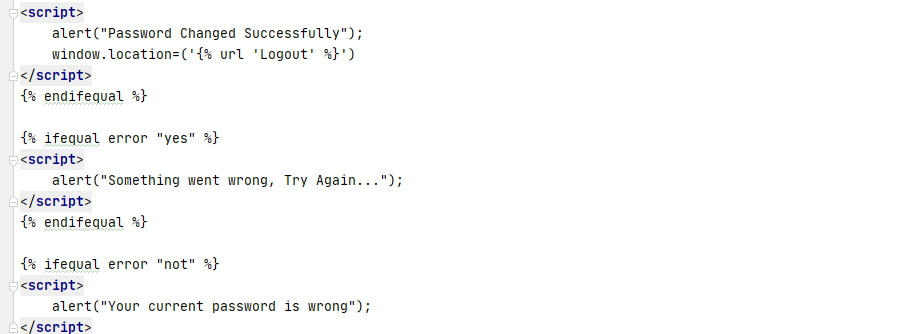 <script>
alert("Password Changed Successfully");
window.location=('{% url 'Logout' %}')
</script>
{% endifequal %}
{% ifequal error "yes" %}
<script>
alert("Something went wrong, Try Again...");
</script>
{% endifequal %}
{% ifequal error "not" %}
<script>
alert("Your current password is wrong");
</script>